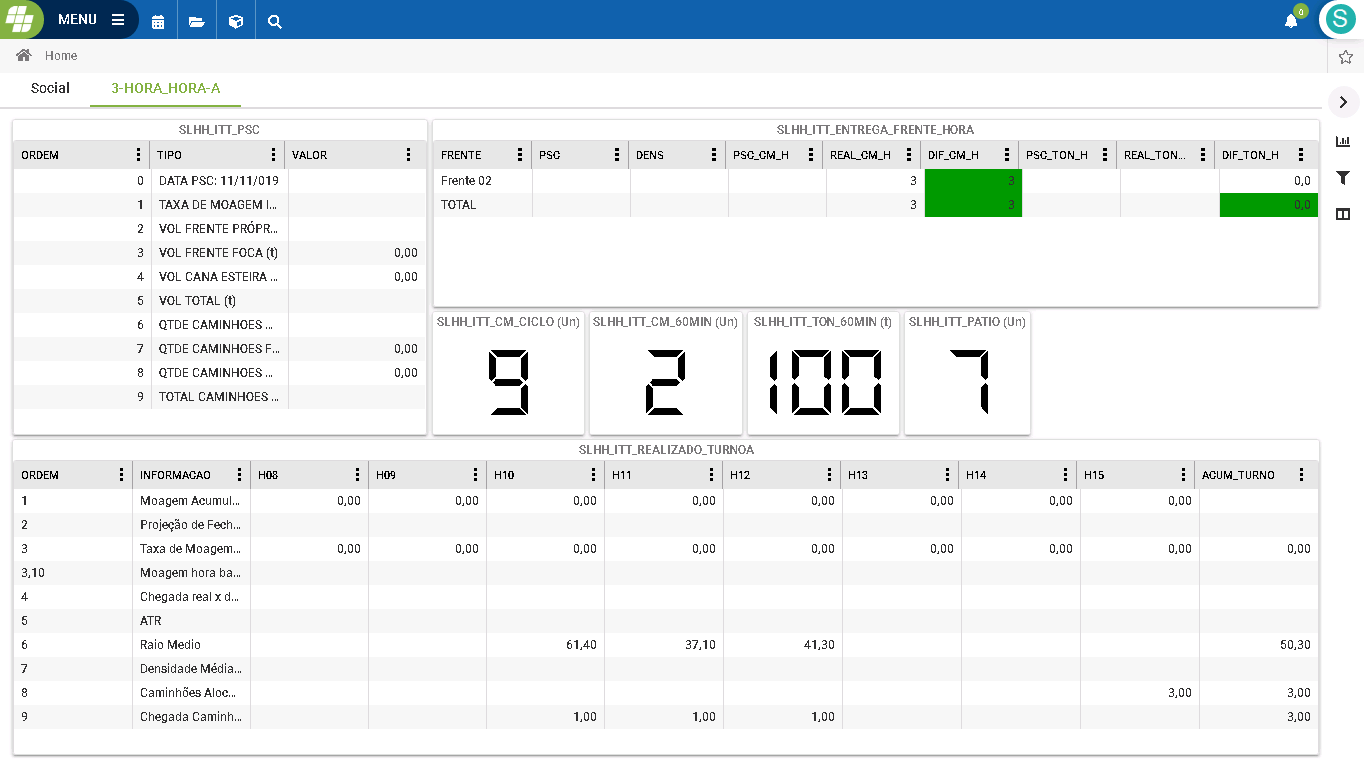 MENU
0
S
Home
Social 3-HORA_HORA-A
SLHH_ITT_PSC
ORDEM TIPO VALOR
0 DATA PSC: 11/11/019
1 TAXA DE MOAGEM I...
2 VOL FRENTE PRÓPR...
3 VOL FRENTE FOCA (t) 0,00
4 VOL CANA ESTEIRA ... 0,00
5 VOL TOTAL (t)
6 QTDE CAMINHOES ...
7 QTDE CAMINHOES F... 0,00
8 QTDE CAMINHOES ... 0,00
9 TOTAL CAMINHOES ...
SLHH_ITT_ENTREGA_FRENTE_HORA
FRENTE PSC DENS PSC_CM_H REAL_CM_H DIF_CM_H PSC_TON_H REAL_TON... DIF_TON_H
Frente 02 3 3 0,0
TOTAL 3 3 0,0
SLHH_ITT_CM_CICLO (Un) SLHH_ITT_CM_60MIN (Un) SLHH_ITT_TON_60MIN (t) SLHH_ITT_PATIO (Un)
9 2 100 7
SLHH_ITT_REALIZADO_TURNOA
ORDEM INFORMACAO H08 H09 H10 H11 H12 H13 H14 H15 ACUM_TURNO
1 Moagem Acumul... 0,00 0,00 0,00 0,00 0,00 0,00 0,00 0,00
2 Projeção de Fech...
3 Taxa de Moagem... 0,00 0,00 0,00 0,00 0,00 0,00 0,00 0,00 0,00
3,10 Moagem hora ba...
4 Chegada real x d...
5 ATR
6 Raio Medio 61,40 37,10 41,30 50,30
7 Densidade Média...
8 Caminhões Aloc... 3,00 3,00
9 Chegada Caminh... 1,00 1,00 1,00 3,00